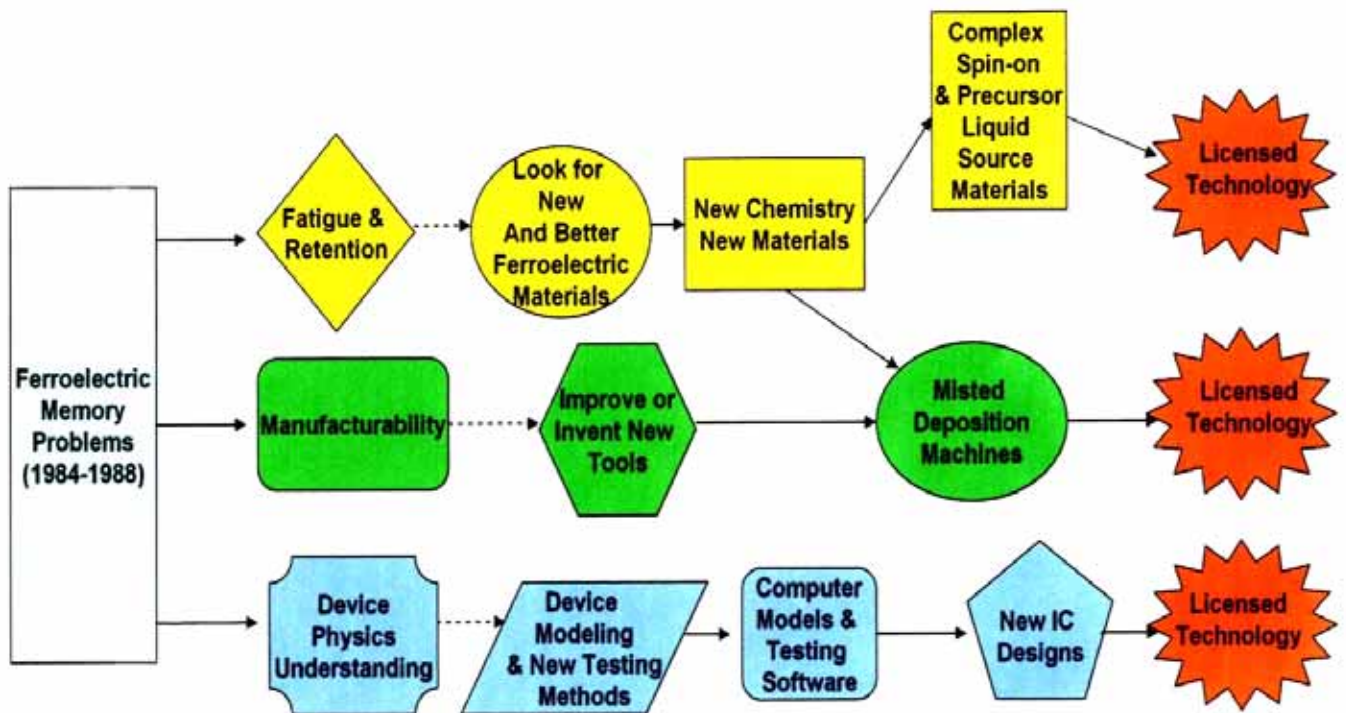 Ferroelectric
Memory
Problems
(1984-1988)
Fatigue &
Retention
Look for
New
And Better
Ferroelectric
Materials
New Chemistry
New Materials
Complex
Spin-on
& Precursor
Liquid
Source
Materials
Licensed
Technology
Manufacturability
Improve or
Invent New
Tools
Misted
Deposition
Machines
Licensed
Technology
Device
Physics
Understanding
Device
Modeling
& New Testing
Methods
Computer
Models &
Testing
Software
New IC
Designs
Licensed
Technology